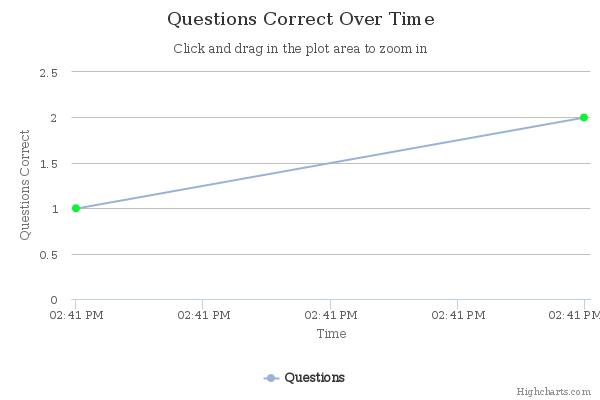 Questions Correct Over Time
Click and drag in the plot area to zoom in
Questions Correct
2.5
2
1.5
1
0.5
0
02:41 PM 02:41 PM 02:41 PM 02:41 PM 02:41 PM
Time
Questions
Highcharts.com